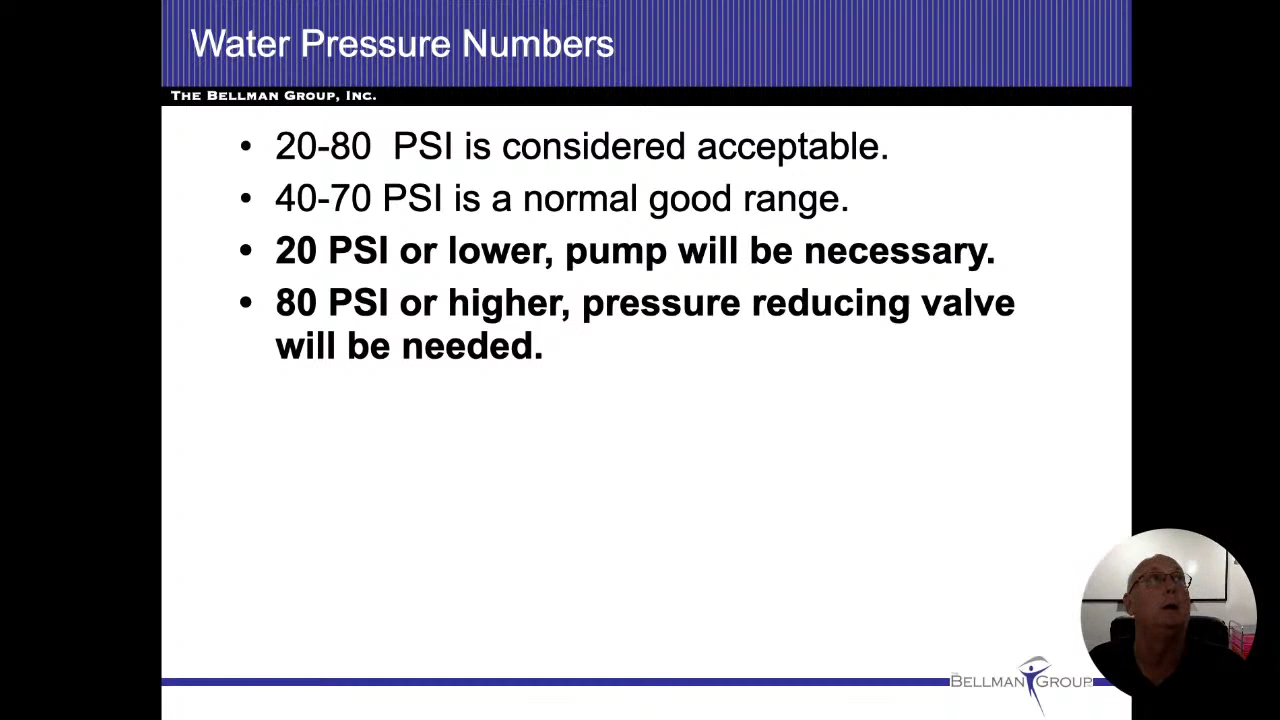 Water Pressure Numbers
THE BELLMAN GROUP, INC.
• 20-80  PSI is considered acceptable.
• 40-70 PSI is a normal good range.
• 20 PSI or lower, pump will be necessary.
• 80 PSI or higher, pressure reducing valve
will be needed.
THE BELLMAN GROUP